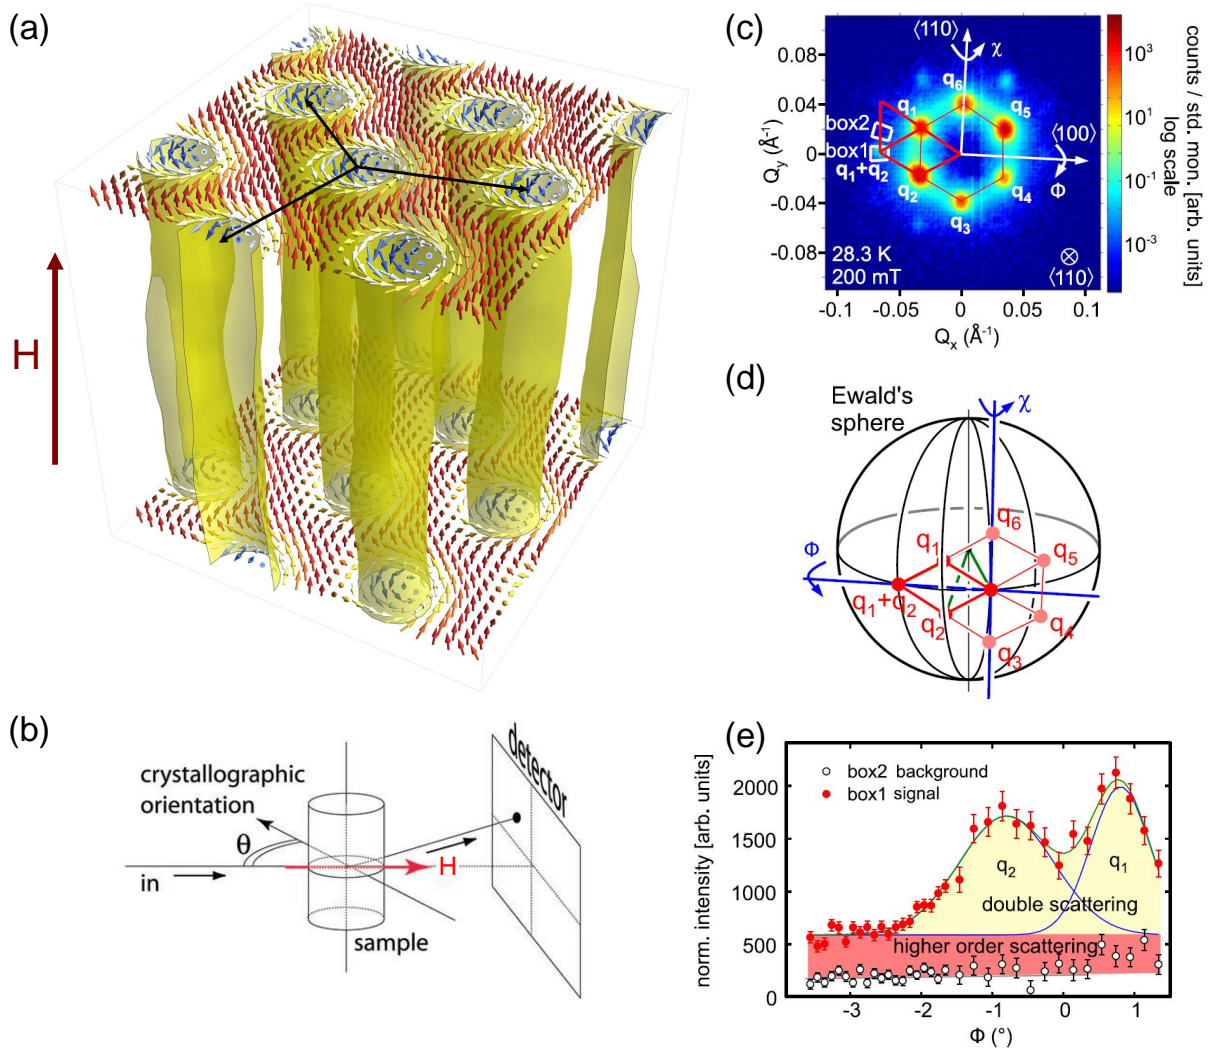 (a)
H
(b)
crystallographic
orientation
θ
in
H
sample
detector
(c)
⟨110⟩
χ
0.08
0.04
0
-0.04
-0.08
Qy (Å-1)
q6
q1
q5
box2
box1
q1+q2
q2
q4
q3
⟨100⟩
Φ
28.3 K
200 mT
⊗
⟨110⟩
-0.1
-0.05
0
0.05
0.1
Qx (Å-1)
10^3
10^1
10^-1
10^-3
counts / std. mon. [arb. units]
log scale
(d)
Ewald's
sphere
χ
Φ
q6
q1
q5
q1+q2
q2
q4
q3
(e)
norm. intensity [arb. units]
2000
1500
1000
500
0
box2 background
box1 signal
q2
q1
double scattering
higher order scattering
-3
-2
-1
0
1
Φ (°)